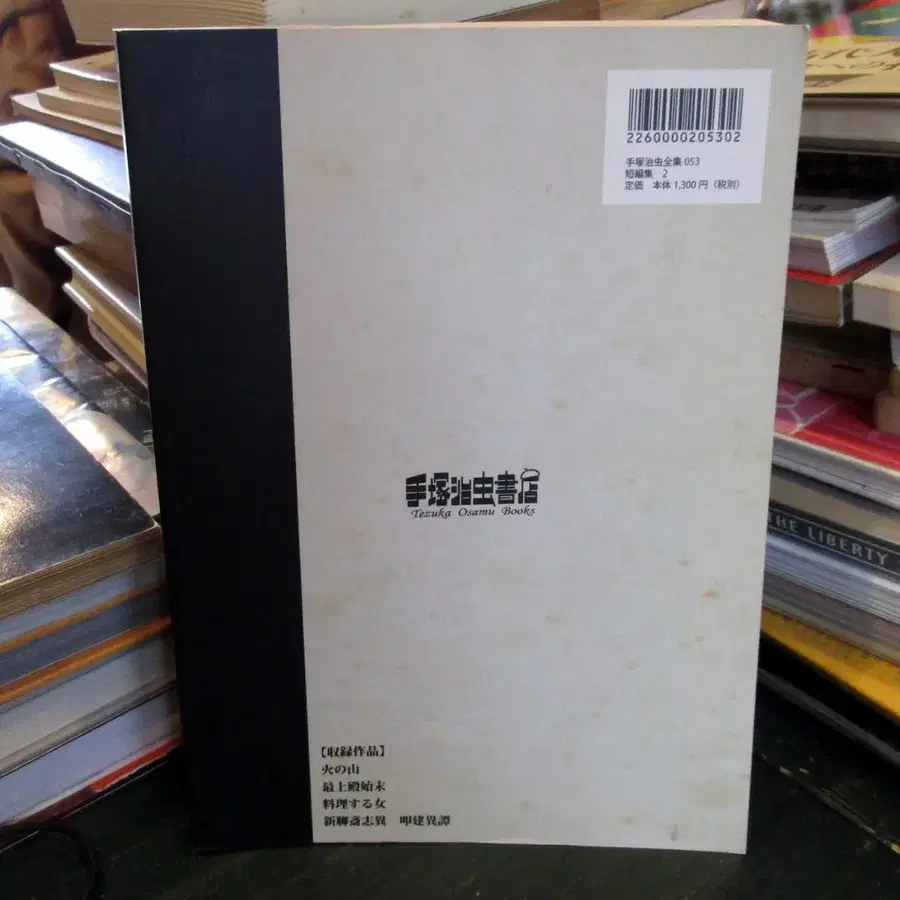 2260000205302
手塚治虫全集 053
短編集 2
定価 本体 1,300 円（税別）
THE LIBERTY
手塚治虫書店
Tezuka Osamu Books
【収録作品】
火の山
最上殿始末
料理する女
新聊斎志異 叩建異譚